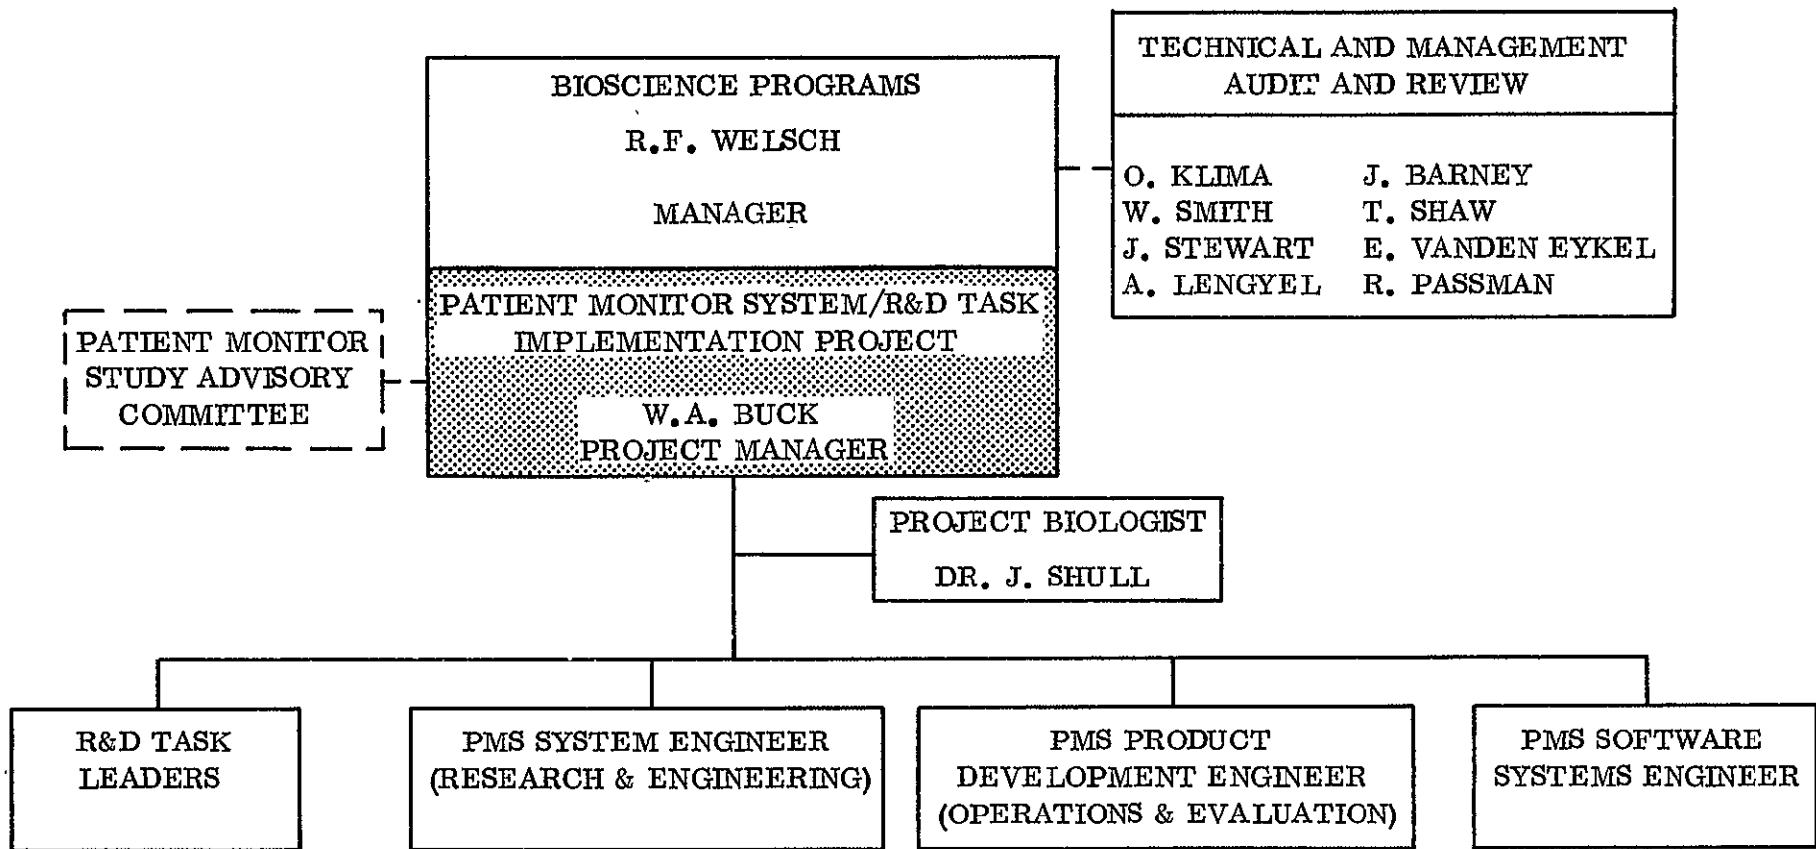 BIOSCIENCE PROGRAMS
R.F. WELSCH
MANAGER
TECHNICAL AND MANAGEMENT
AUDIT AND REVIEW
O. KLIMA
J. BARNEY
W. SMITH
T. SHAW
J. STEWART
E. VANDEN EYKEL
A. LENGYEL
R. PASSMAN
PATIENT MONITOR SYSTEM/R&D TASK
IMPLEMENTATION PROJECT
W.A. BUCK
PROJECT MANAGER
PATIENT MONITOR
STUDY ADVISORY
COMMITTEE
PROJECT BIOLOGIST
DR. J. SHULL
R&D TASK
LEADERS
PMS SYSTEM ENGINEER
(RESEARCH & ENGINEERING)
PMS PRODUCT
DEVELOPMENT ENGINEER
(OPERATIONS & EVALUATION)
PMS SOFTWARE
SYSTEMS ENGINEER